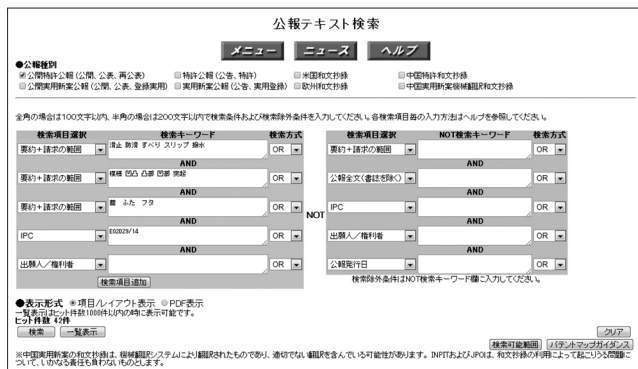 公報テキスト検索
メニュー ニュース ヘルプ
●公報種別
公開特許公報 (公開、公表、再公表) 特許公報 (公告、特許) 米国和文抄録 中国特許和文抄録
公開実用新案公報 (公開、公表、登録実用) 実用新案公報 (公告、実用登録) 欧州和文抄録 中国実用新案機械翻訳和文抄録
全角の場合は100文字以内、半角の場合は200文字以内で検索条件および検索除外条件を入力してください。各検索項目毎の入力方法はヘルプを参照してください。
検索項目選択 検索キーワード 検索方式 検索項目選択 NOT検索キーワード 検索方式
要約+請求の範囲 滑止 防滑 すべり スリップ 撥水 OR 要約+請求の範囲 OR
AND AND
要約+請求の範囲 模様 凹凸 凸部 凹部 突起 OR 公報全文(書誌を除く) OR
AND AND
要約+請求の範囲 蓋 ふた フタ OR IPC OR
NOT
AND AND
IPC E02D29/14 OR 出願人/権利者 OR
AND AND
出願人/権利者 OR 公報発行日 OR
検索項目追加 検索除外条件はNOT検索キーワード欄に入力してください。
●表示形式 項目/レイアウト表示 PDF表示
一覧表示はヒット件数1000件以内の時に表示可能です。
ヒット件数 42件
検索 一覧表示 クリア
検索可能範囲 パテントマップガイダンス
※中国実用新案の和文抄録は、機械翻訳システムにより翻訳されたものであり、適切でない翻訳を含んでいる可能性があります。INPITおよびJPOは、和文抄録の利用によって起こりうる問題に
ついて、いかなる責任も負わないものとします。